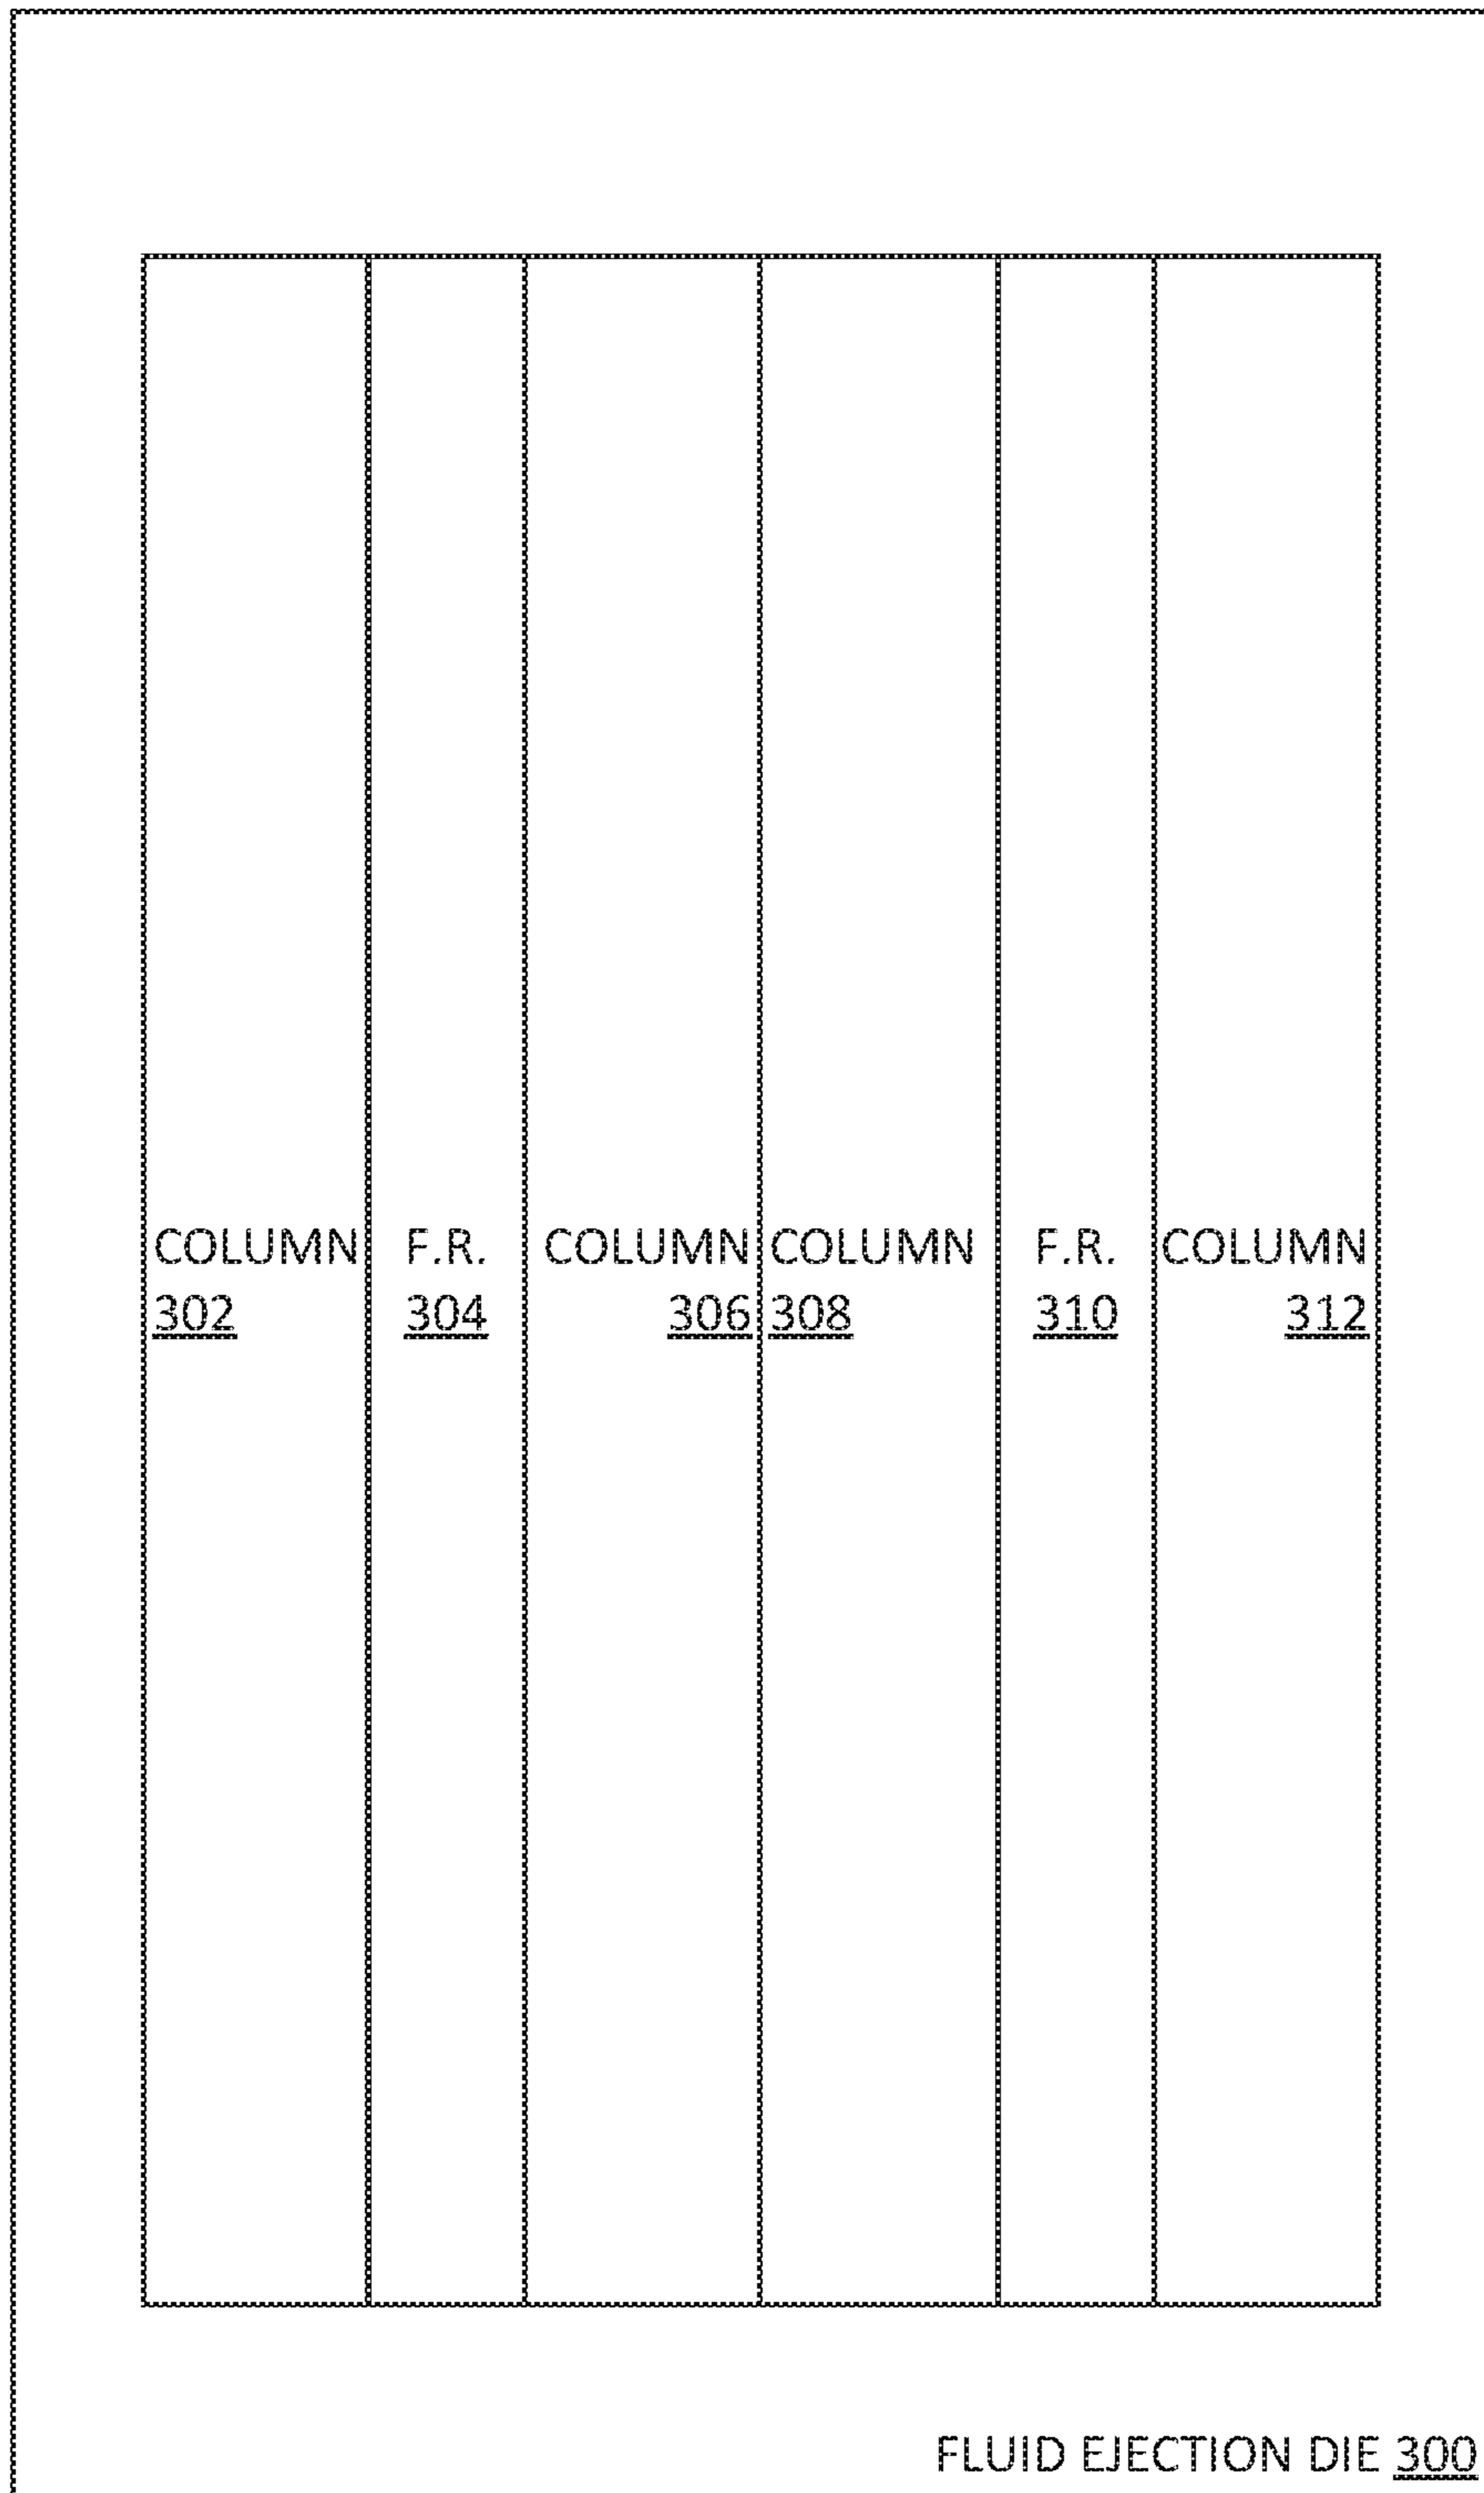 COLUMN F.R. COLUMN COLUMN F.R. COLUMN
302 304 306 308 310 312
FLUID EJECTION DIE 300